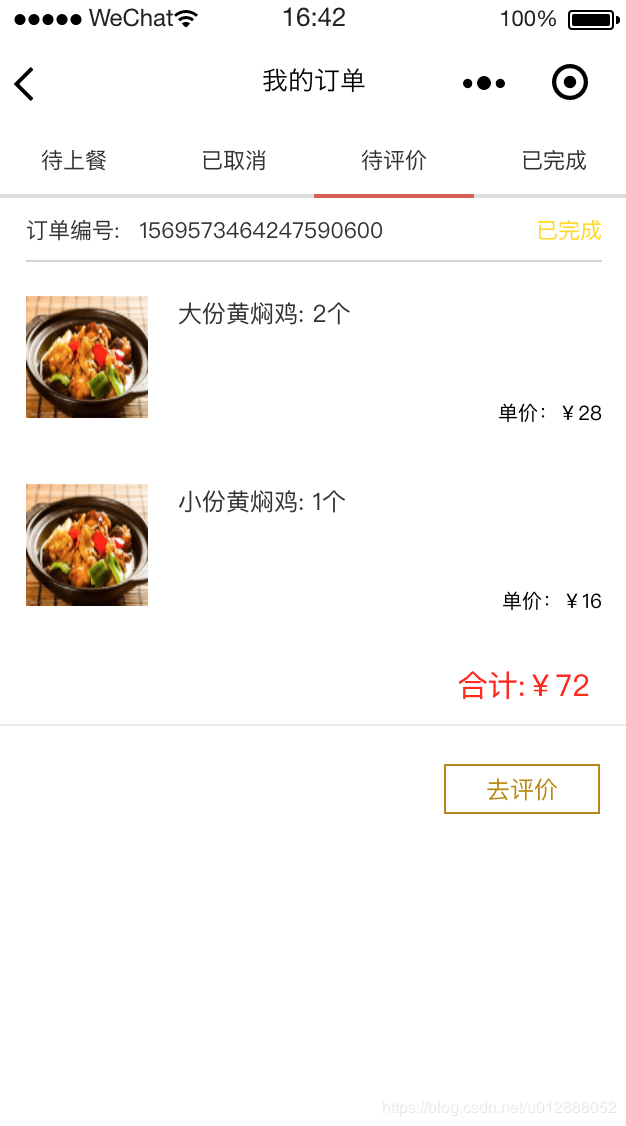 WeChat 16:42 100%
我的订单
待上餐 已取消 待评价 已完成
订单编号: 1569573464247590600 已完成
大份黄焖鸡: 2个
单价：￥28
小份黄焖鸡: 1个
单价：￥16
合计:￥72
去评价
https://blog.csdn.net/u012888052